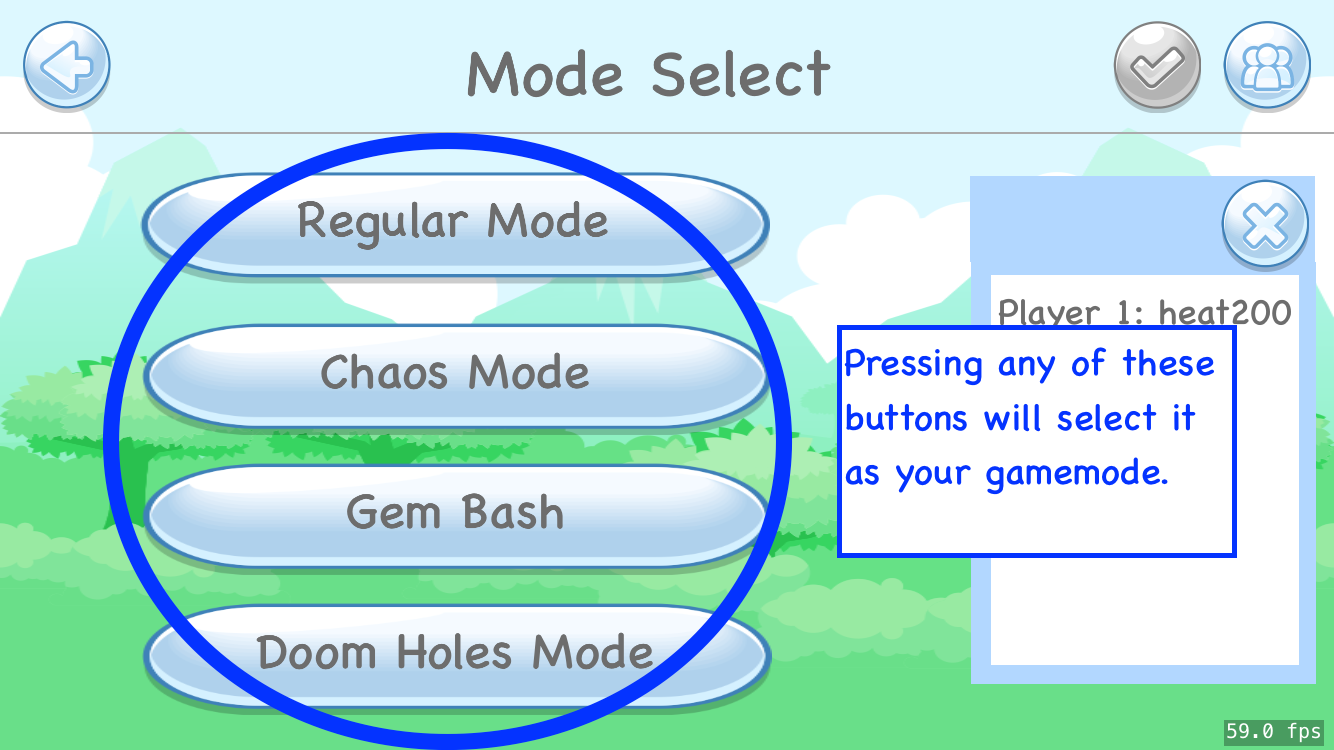 Mode Select
Regular Mode
Chaos Mode
Gem Bash
Doom Holes Mode
Player 1: heat200
Pressing any of these
buttons will select it
as your gamemode.
59.0 fps